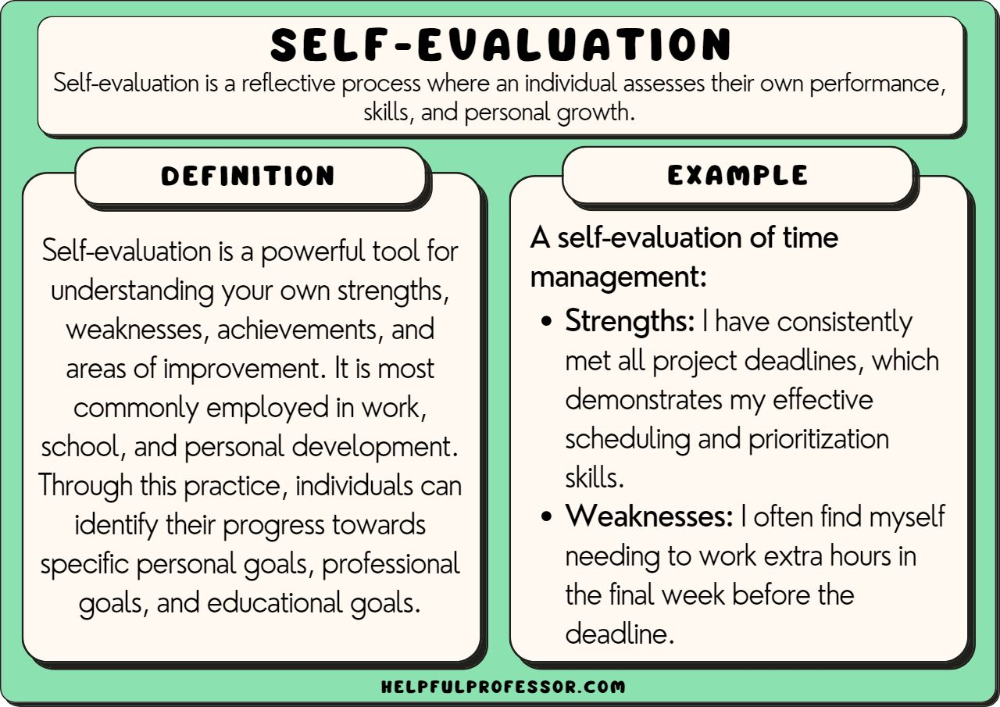 SELF-EVALUATION
Self-evaluation is a reflective process where an individual assesses their own performance,
skills, and personal growth.
DEFINITION
Self-evaluation is a powerful tool for
understanding your own strengths,
weaknesses, achievements, and
areas of improvement. It is most
commonly employed in work,
school, and personal development.
Through this practice, individuals can
identify their progress towards
specific personal goals, professional
goals, and educational goals.
EXAMPLE
A self-evaluation of time
management:
• Strengths: I have consistently
met all project deadlines, which
demonstrates my effective
scheduling and prioritization
skills.
• Weaknesses: I often find myself
needing to work extra hours in
the final week before the
deadline.
HELPFULPROFESSOR.COM